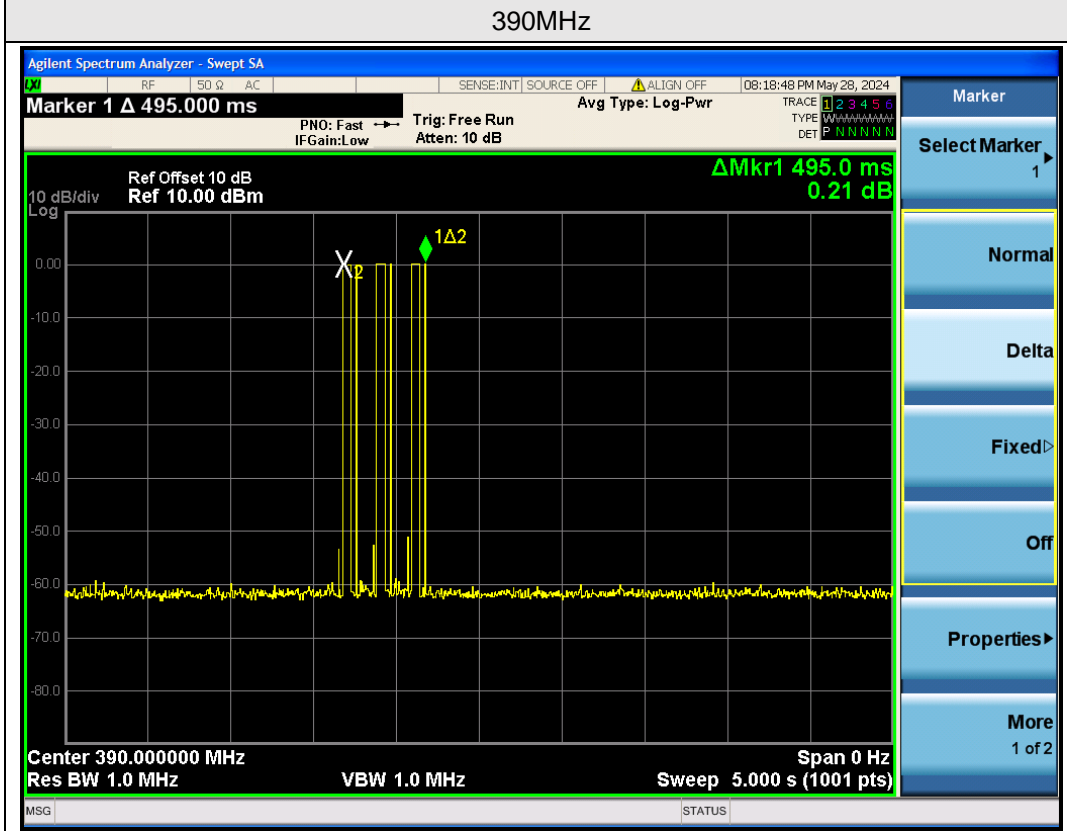 390MHz
Agilent Spectrum Analyzer - Swept SA
LXI RF 50 Ω AC SENSE:INT SOURCE OFF ALIGN OFF 08:18:48 PM May 28, 2024
Marker 1 Δ 495.000 ms
Avg Type: Log-Pwr
TRACE 1 2 3 4 5 6
TYPE W
DET P N N N N N
PNO: Fast
IFGain:Low
Trig: Free Run
Atten: 10 dB
ΔMkr1 495.0 ms
0.21 dB
Ref Offset 10 dB
10 dB/div Ref 10.00 dBm
Log
1Δ2
X2
0.00
-10.0
-20.0
-30.0
-40.0
-50.0
-60.0
-70.0
-80.0
Center 390.000000 MHz Span 0 Hz
Res BW 1.0 MHz VBW 1.0 MHz Sweep 5.000 s (1001 pts)
MSG STATUS
Marker
Select Marker
1
Normal
Delta
Fixed
Off
Properties
More
1 of 2